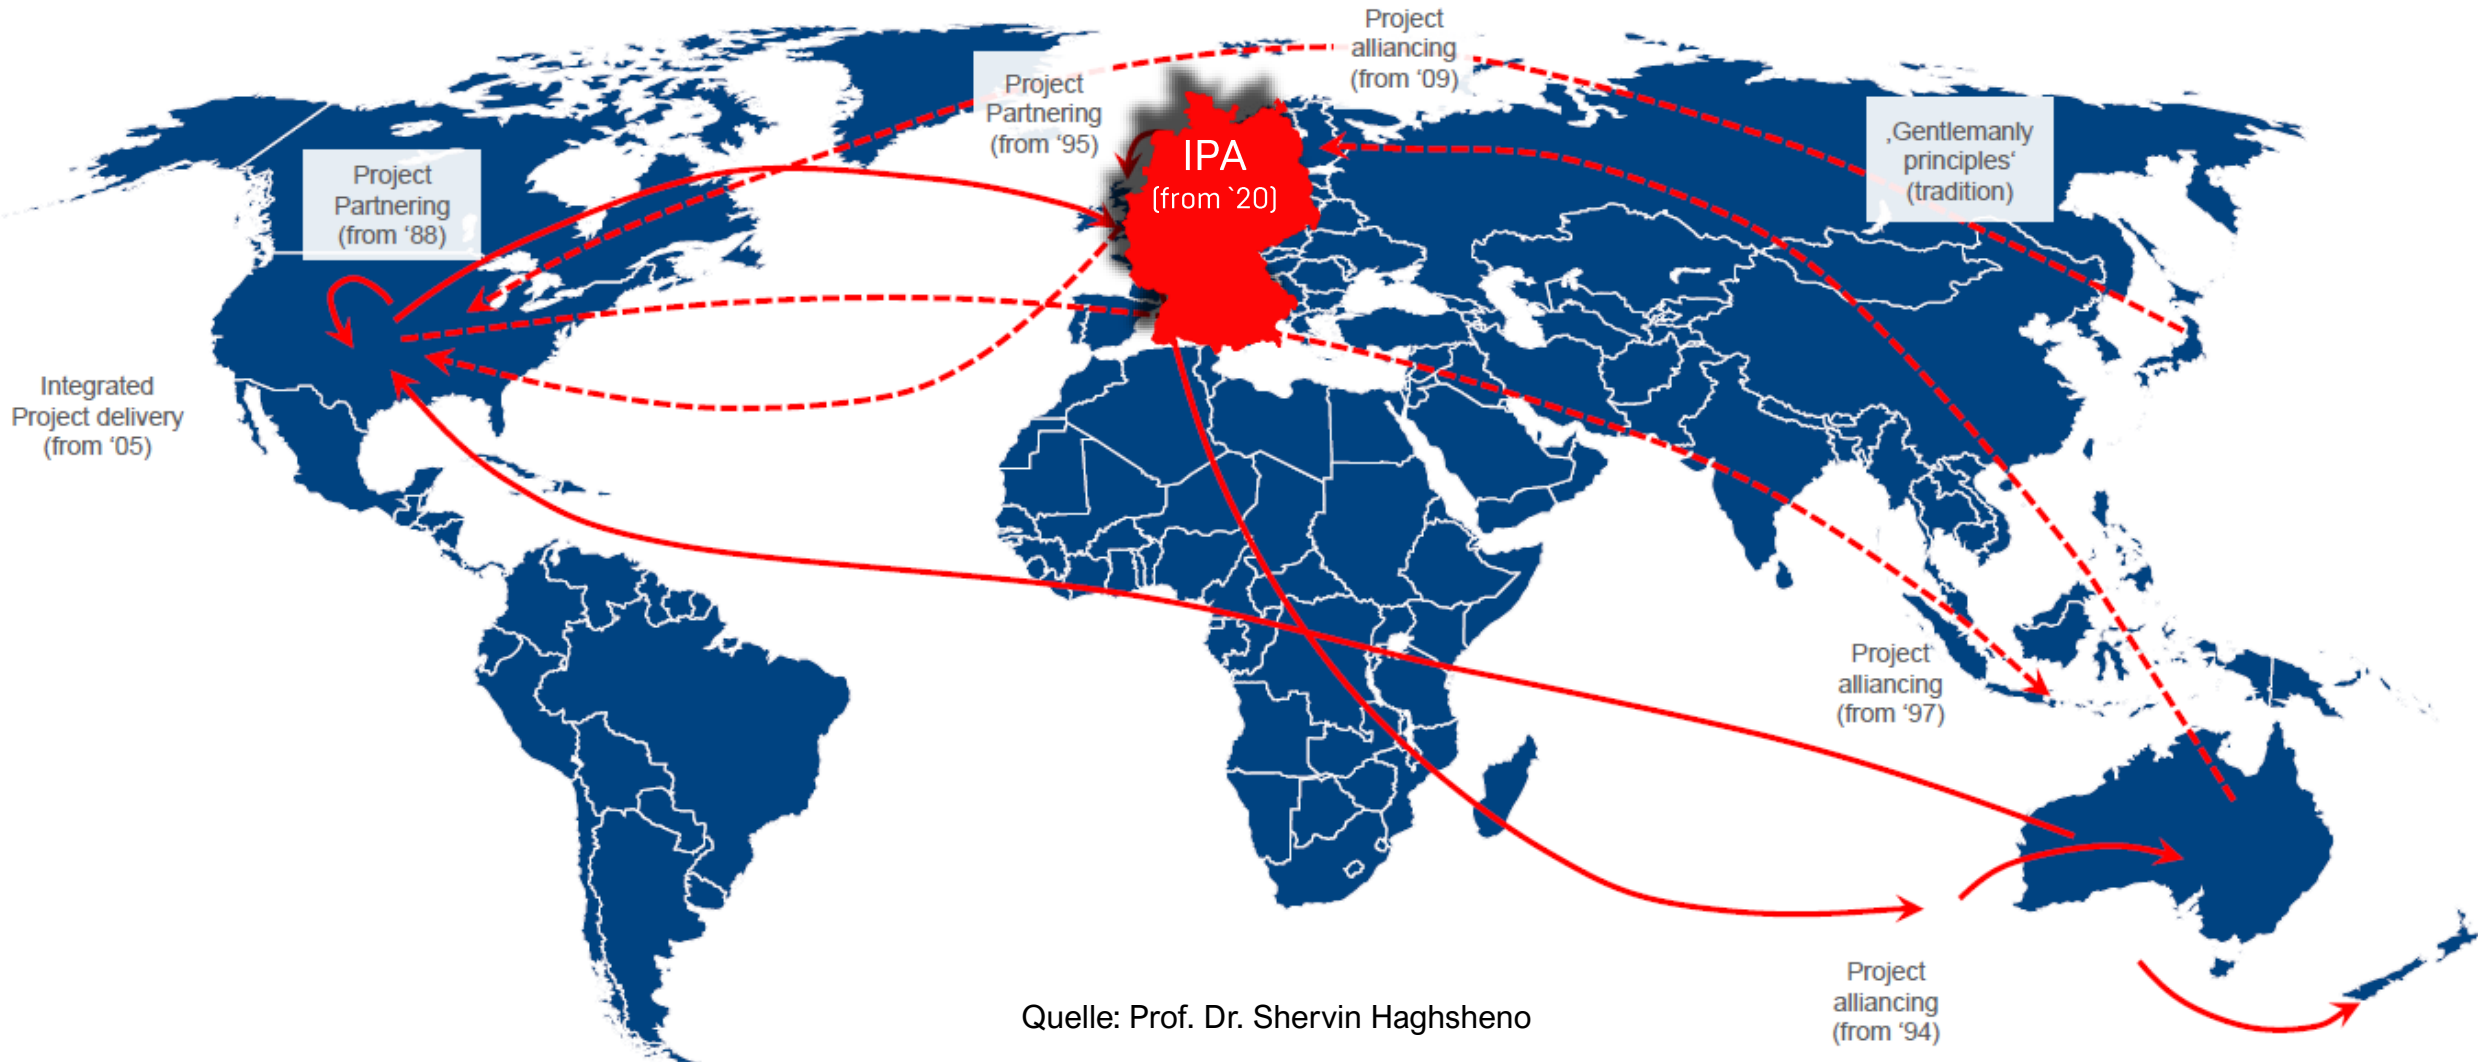 Project
alliancing
(from ‘09)
Project
Partnering
(from ‘95)
‚Gentlemanly
principles‘
(tradition)
IPA
(from `20)
Project
Partnering
(from ‘88)
Integrated
Project delivery
(from ‘05)
Project
alliancing
(from ‘97)
Project
alliancing
(from ‘94)
Quelle: Prof. Dr. Shervin Haghsheno